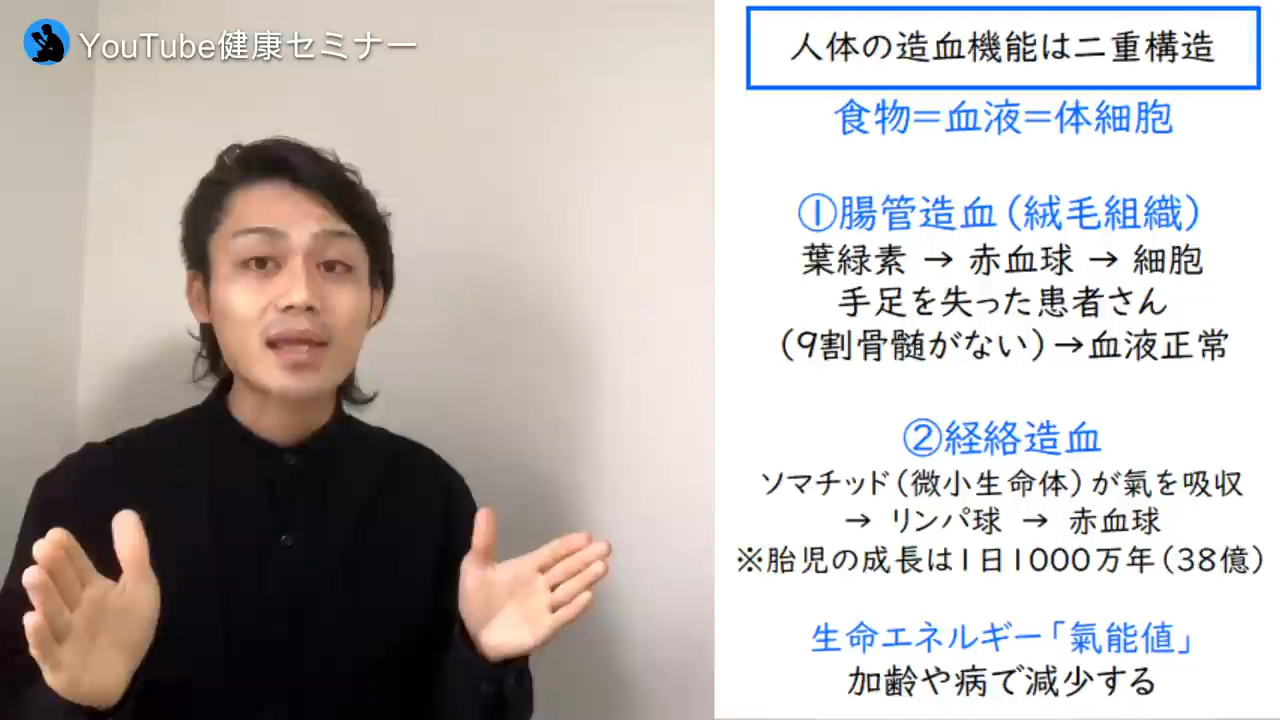 YouTube健康セミナー
人体の造血機能は二重構造
食物=血液=体細胞
①腸管造血(絨毛組織)
葉緑素 → 赤血球 → 細胞
手足を失った患者さん
(9割骨髄がない)→血液正常
②経絡造血
ソマチッド(微小生命体)が氣を吸収
→ リンパ球 → 赤血球
※胎児の成長は1日1000万年(38億)
生命エネルギー「氣能値」
加齢や病で減少する